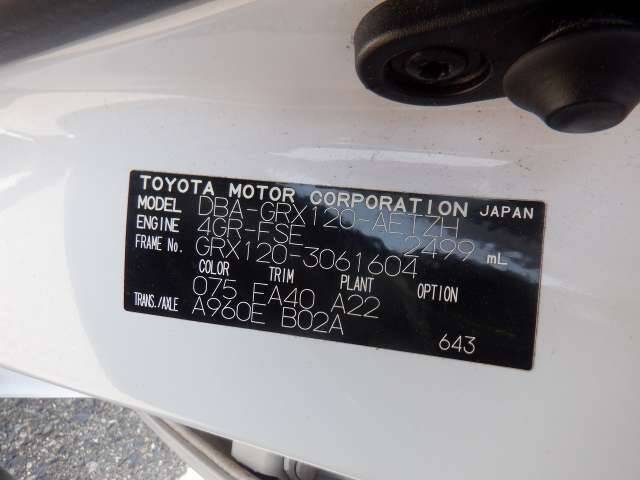 TOYOTA MOTOR CORPORATION JAPAN
MODEL DBA-GRX120-AETZH
ENGINE 4GR-FSE 2499 mL
FRAME No. GRX120-3061604
COLOR TRIM PLANT OPTION
075 EA40 A22
TRANS./AXLE A960E B02A
643